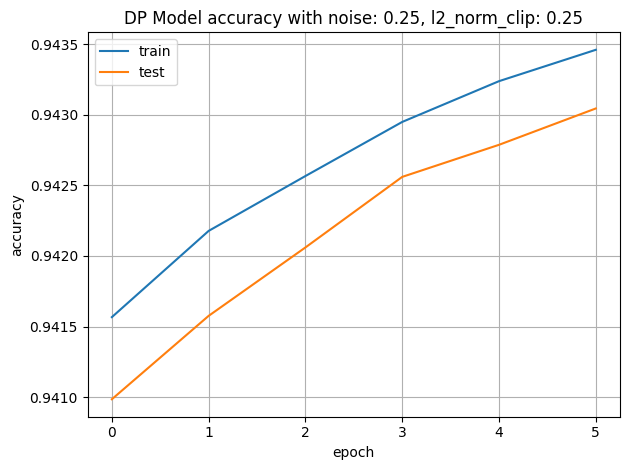 DP Model accuracy with noise: 0.25, l2_norm_clip: 0.25
train
test
0.9435
0.9430
0.9425
0.9420
0.9415
0.9410
accuracy
0 1 2 3 4 5
epoch